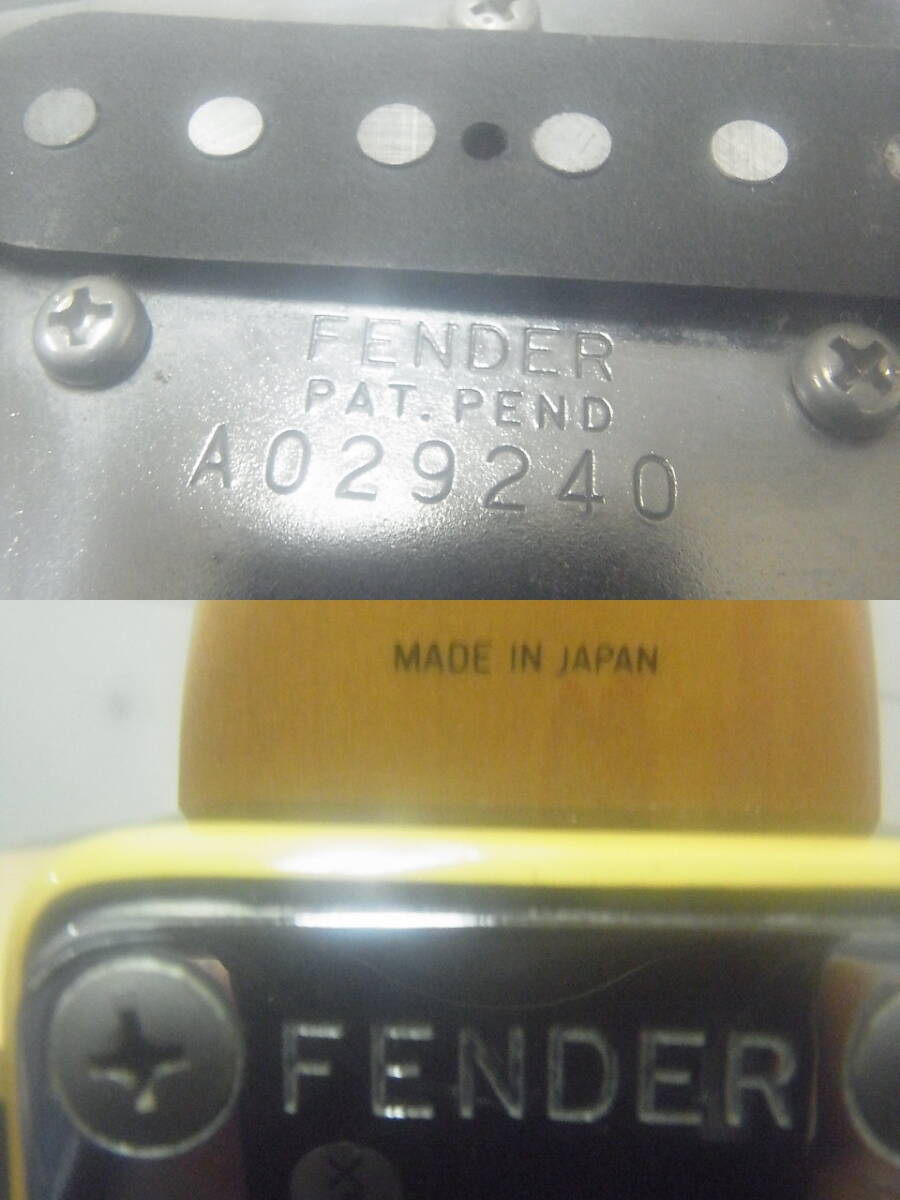 FENDER
PAT. PEND
A029240
MADE IN JAPAN
FENDER